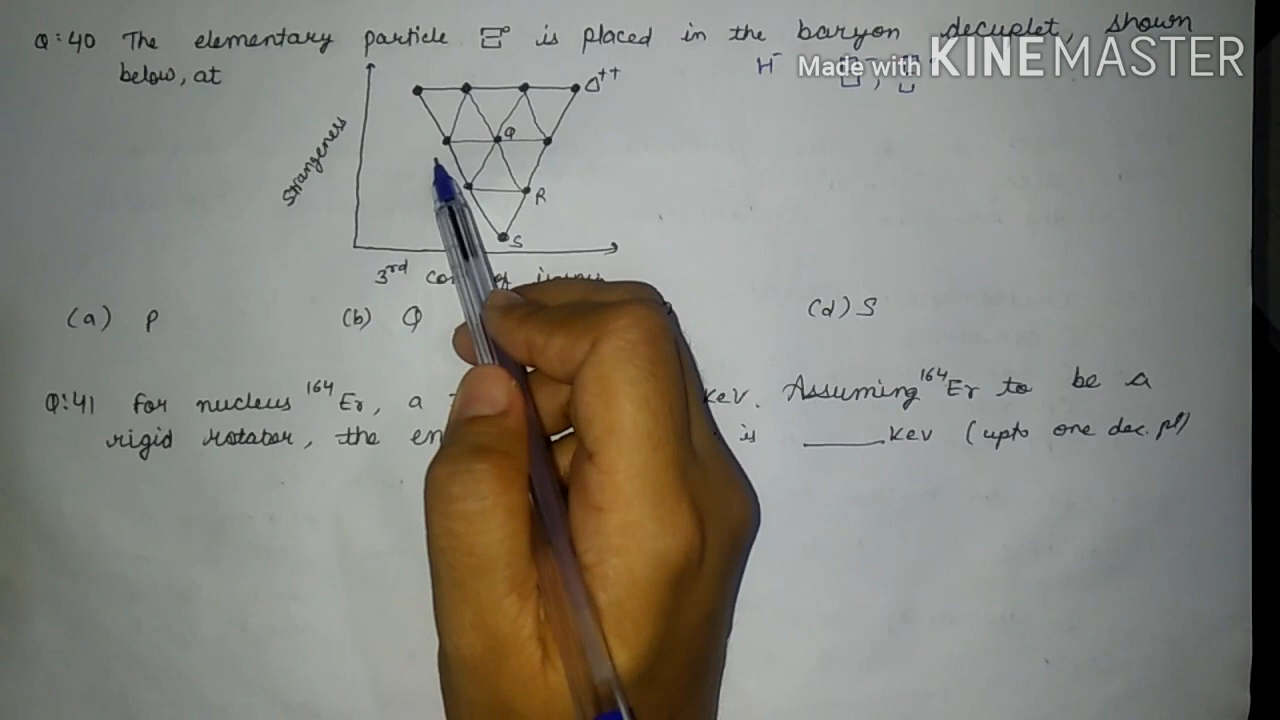 Q:40 The elementary particle Ξ° is placed in the baryon decuplet, shown
below, at
Made with KINEMASTER
Δ++
Strangeness
Q
R
S
3rd
(a) P
(b) Q
(d) S
Q:41 For nucleus 164Er, a keV. Assuming 164Er to be a
rigid rotator, the is ____ keV (upto one dec. pl)